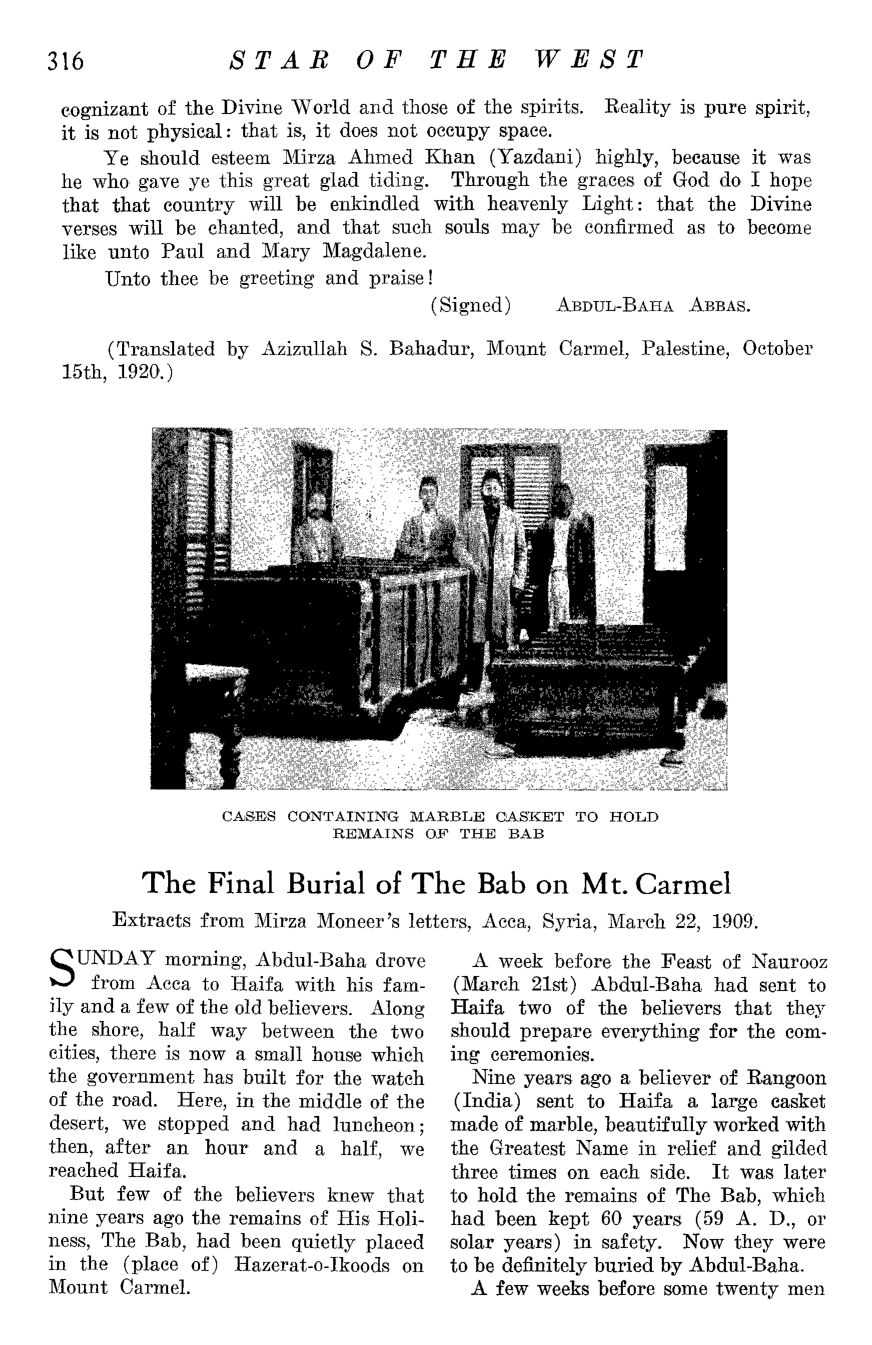 316 STAR OF THE WEST
cognizant of the Divine World and those of the spirits. Reality is pure spirit,
it is not physical: that is, it does not occupy space.
Ye should esteem Mirza Ahmed Khan (Yazdani) highly, because it was
he who gave ye this great glad tiding. Through the graces of God do I hope
that that country will be enkindled with heavenly Light: that the Divine
verses will be chanted, and that such souls may be confirmed as to become
like unto Paul and Mary Magdalene.
Unto thee be greeting and praise!
(Signed) ABDUL-BAHA ABBAS.
(Translated by Azizullah S. Bahadur, Mount Carmel, Palestine, October
15th, 1920.)
CASES CONTAINING MARBLE CASKET TO HOLD
REMAINS OF THE BAB
The Final Burial of The Bab on Mt. Carmel
Extracts from Mirza Moneer's letters, Acca, Syria, March 22, 1909.
SUNDAY morning, Abdul-Baha drove
from Acca to Haifa with his fam-
ily and a few of the old believers. Along
the shore, half way between the two
cities, there is now a small house which
the government has built for the watch
of the road. Here, in the middle of the
desert, we stopped and had luncheon;
then, after an hour and a half, we
reached Haifa.
But few of the believers knew that
nine years ago the remains of His Holi-
ness, The Bab, had been quietly placed
in the (place of) Hazerat-o-Ikoods on
Mount Carmel.
A week before the Feast of Naurooz
(March 21st) Abdul-Baha had sent to
Haifa two of the believers that they
should prepare everything for the com-
ing ceremonies.
Nine years ago a believer of Rangoon
(India) sent to Haifa a large casket
made of marble, beautifully worked with
the Greatest Name in relief and gilded
three times on each side. It was later
to hold the remains of The Bab, which
had been kept 60 years (59 A. D., or
solar years) in safety. Now they were
to be definitely buried by Abdul-Baha.
A few weeks before some twenty men